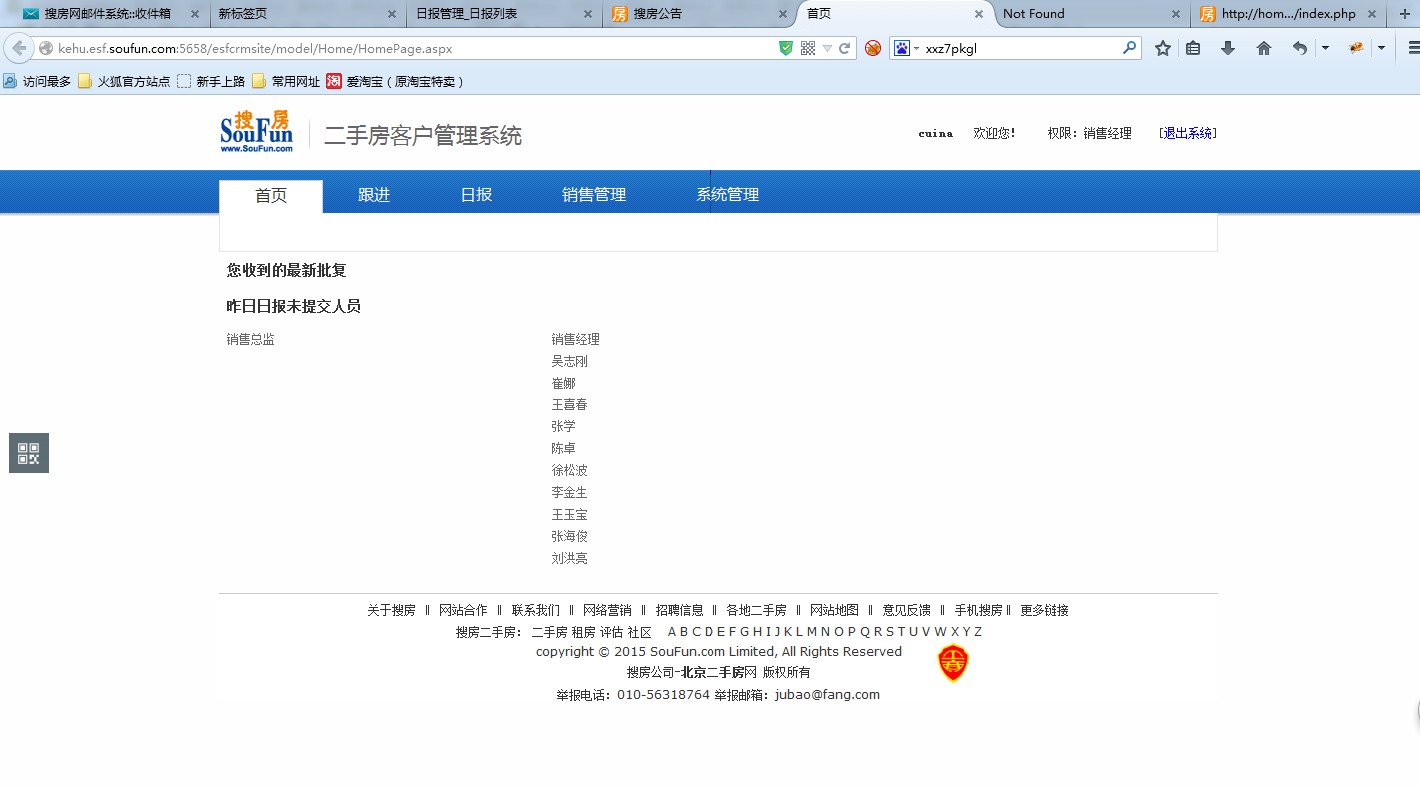 搜房网邮件系统::收件箱 新标签页 日报管理_日报列表 搜房公告 首页 Not Found http://hom.../index.php
kehu.esf.soufun.com:5658/esfcrmsite/model/Home/HomePage.aspx xxz7pkgl
访问最多 火狐官方站点 新手上路 常用网址 爱淘宝（原淘宝特卖）
搜房 SouFun www.SouFun.com 二手房客户管理系统 cuina 欢迎您! 权限：销售经理 [退出系统]
首页 跟进 日报 销售管理 系统管理
您收到的最新批复
昨日日报未提交人员
销售总监 销售经理
吴志刚
崔娜
王喜春
张学
陈卓
徐松波
李金生
王玉宝
张海俊
刘洪亮
关于搜房 ‖ 网站合作 ‖ 联系我们 ‖ 网络营销 ‖ 招聘信息 ‖ 各地二手房 ‖ 网站地图 ‖ 意见反馈 ‖ 手机搜房‖ 更多链接
搜房二手房： 二手房 租房 评估 社区 A B C D E F G H I J K L M N O P Q R S T U V W X Y Z
copyright © 2015 SouFun.com Limited, All Rights Reserved
搜房公司-北京二手房网 版权所有
举报电话：010-56318764 举报邮箱：jubao@fang.com